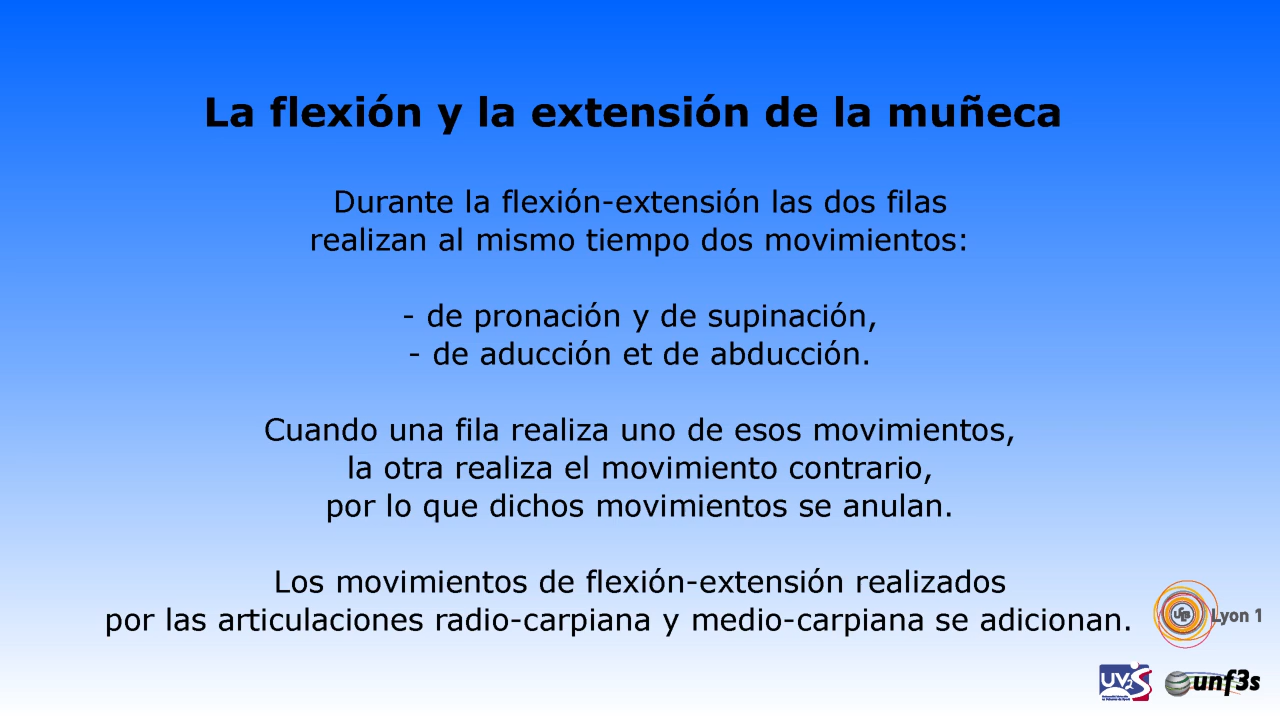 La flexión y la extensión de la muñeca
Durante la flexión-extensión las dos filas
realizan al mismo tiempo dos movimientos:
- de pronación y de supinación,
- de aducción et de abducción.
Cuando una fila realiza uno de esos movimientos,
la otra realiza el movimiento contrario,
por lo que dichos movimientos se anulan.
Los movimientos de flexión-extensión realizados
por las articulaciones radio-carpiana y medio-carpiana se adicionan.
Lyon 1
UV2S
unf3s